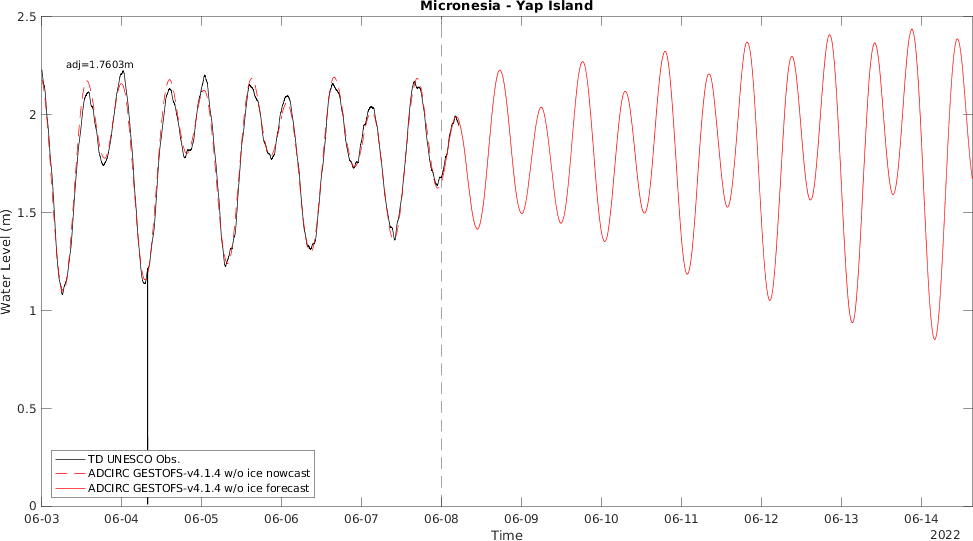 Micronesia - Yap Island
adj=1.7603m
Water Level (m)
2.5
2
1.5
1
0.5
0
TD UNESCO Obs.
ADCIRC GESTOFS-v4.1.4 w/o ice nowcast
ADCIRC GESTOFS-v4.1.4 w/o ice forecast
06-03 06-04 06-05 06-06 06-07 06-08 06-09 06-10 06-11 06-12 06-13 06-14
Time
2022